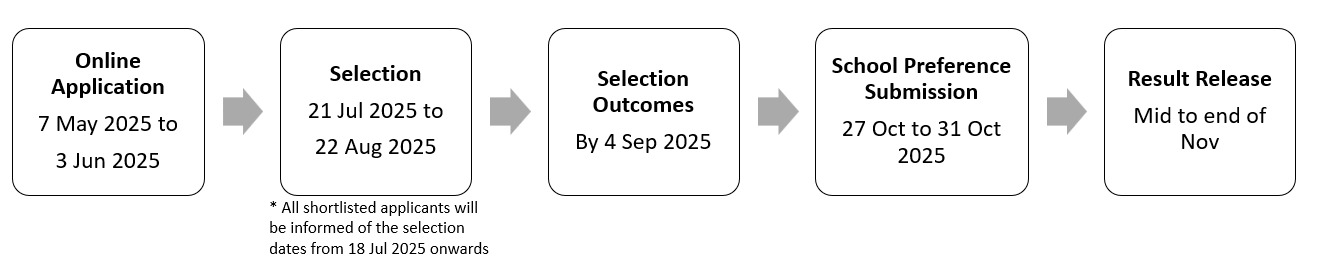 Online
Application
7 May 2025 to
3 Jun 2025
Selection
21 Jul 2025 to
22 Aug 2025
* All shortlisted applicants will
be informed of the selection
dates from 18 Jul 2025 onwards
Selection
Outcomes
By 4 Sep 2025
School Preference
Submission
27 Oct to 31 Oct
2025
Result Release
Mid to end of
Nov